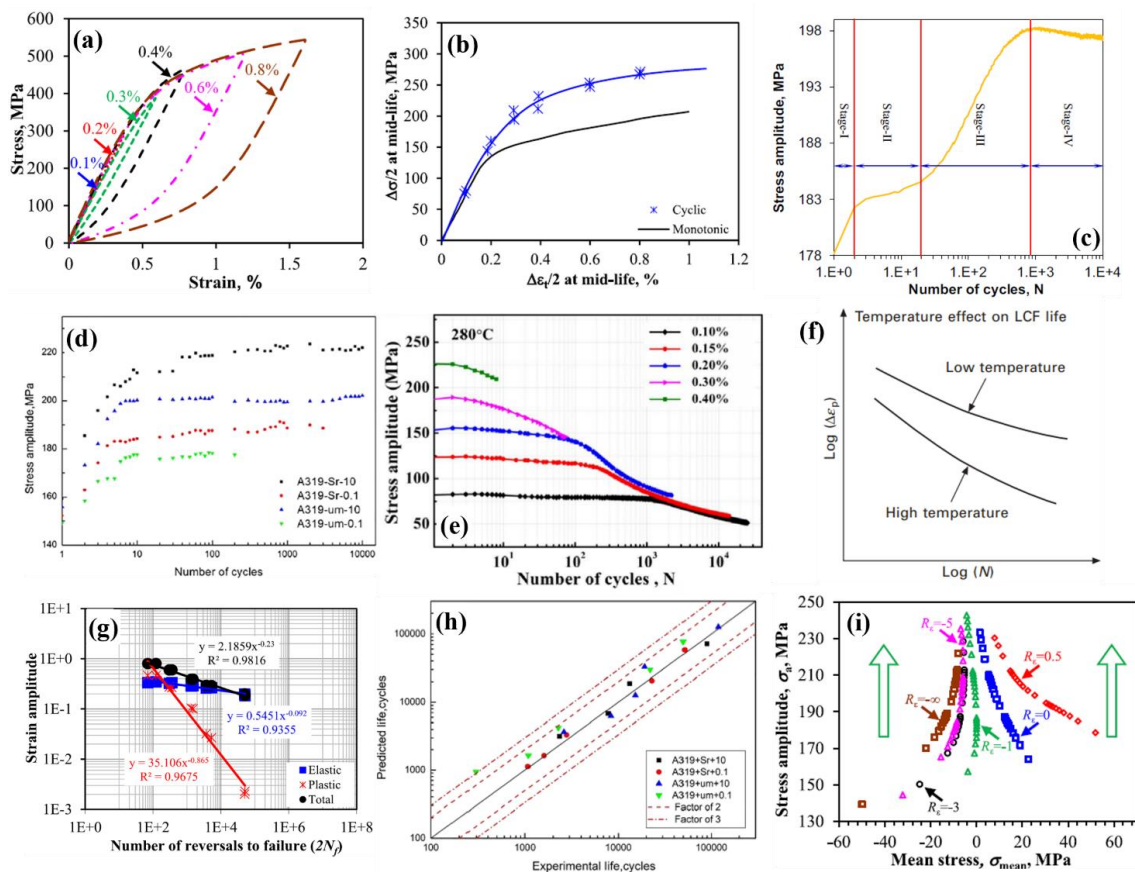 (a)
600
500
400
300
200
100
0
Stress, MPa
0.1%
0.2%
0.3%
0.4%
0.6%
0.8%
0
0.5
1
1.5
2
Strain, %
(b)
350
300
250
200
150
100
50
0
Δσ/2 at mid-life, MPa
Cyclic
Monotonic
0
0.2
0.4
0.6
0.8
1
1.2
Δεt/2 at mid-life, %
(c)
198
193
188
183
178
Stress amplitude, MPa
Stage-I
Stage-II
Stage-III
Stage-IV
1.E+0
1.E+1
1.E+2
1.E+3
1.E+4
Number of cycles, N
(d)
220
200
180
160
140
Stress amplitude,MPa
A319-Sr-10
A319-Sr-0.1
A319-um-10
A319-um-0.1
1
10
100
1000
10000
Number of cycles
(e)
280°C
250
200
150
100
50
Stress amplitude (MPa)
0.10%
0.15%
0.20%
0.30%
0.40%
10¹
10²
10³
10⁴
Number of cycles , N
(f)
Temperature effect on LCF life
Low temperature
High temperature
Log (Δεp)
Log (N)
(g)
1E+1
1E+0
1E-1
1E-2
1E-3
Strain amplitude
y = 2.1859x-0.23
R² = 0.9816
y = 0.5451x-0.092
R² = 0.9355
y = 35.106x-0.865
R² = 0.9675
Elastic
Plastic
Total
1E+0
1E+2
1E+4
1E+6
1E+8
Number of reversals to failure (2Nf)
(h)
100000
10000
1000
100
Predicted life,cycles
A319+Sr+10
A319+Sr+0.1
A319+um+10
A319+um+0.1
Factor of 2
Factor of 3
100
1000
10000
100000
Experimental life,cycles
(i)
250
230
210
190
170
150
130
Stress amplitude, σa, MPa
Rε=-5
Rε=0.5
Rε=-∞
Rε=0
Rε=-1
Rε=-3
-60
-40
-20
0
20
40
60
Mean stress, σmean, MPa